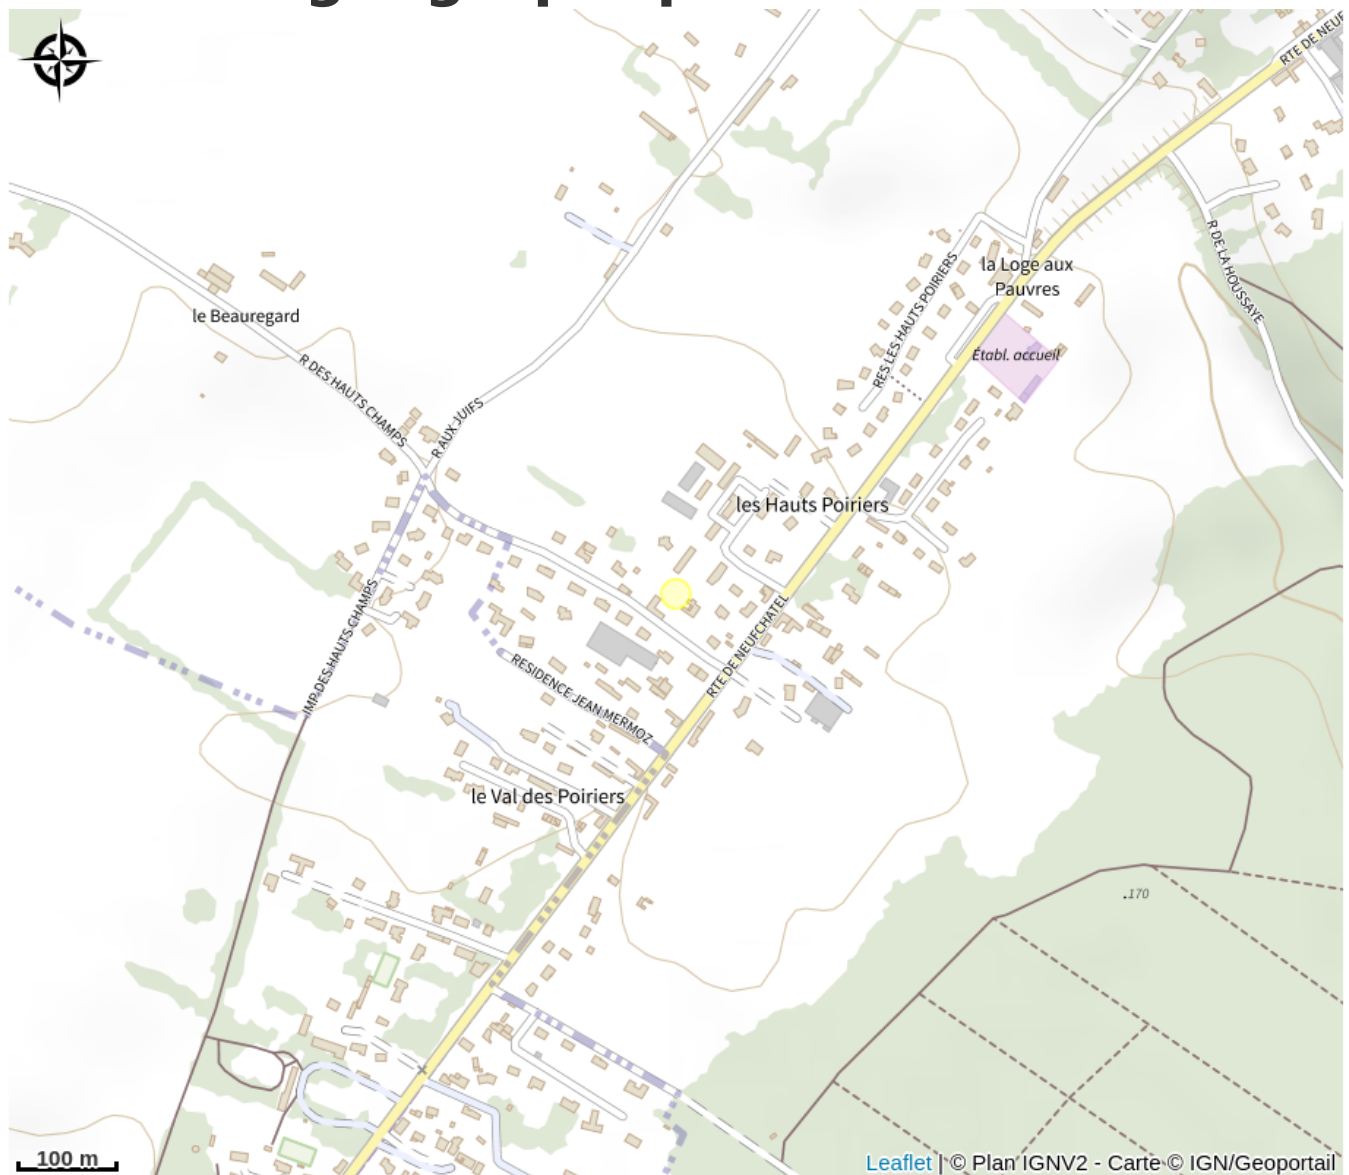 RTE DE NEUF
R DE LA HOUSSAYE
RES LES HAUTS POIRIERS
la Loge aux
Pauvres
le Beauregard
Établ. accueil
R DES HAUTS CHAMPS
R AUX JUIFS
les Hauts Poiriers
IMP DES HAUTS CHAMPS
RTE DE NEUFCHATEL
RESIDENCE JEAN MERMOZ
le Val des Poiriers
.170
100 m
Leaflet | © Plan IGNV2 - Carte © IGN/Geoportail